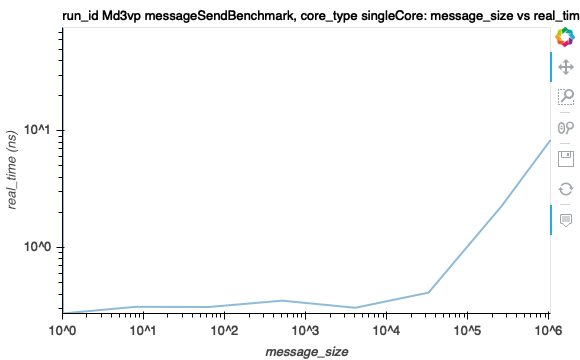 run_id Md3vp messageSendBenchmark, core_type singleCore: message_size vs real_tim
real_time (ns)
10^1
10^0
10^0 10^1 10^2 10^3 10^4 10^5 10^6
message_size